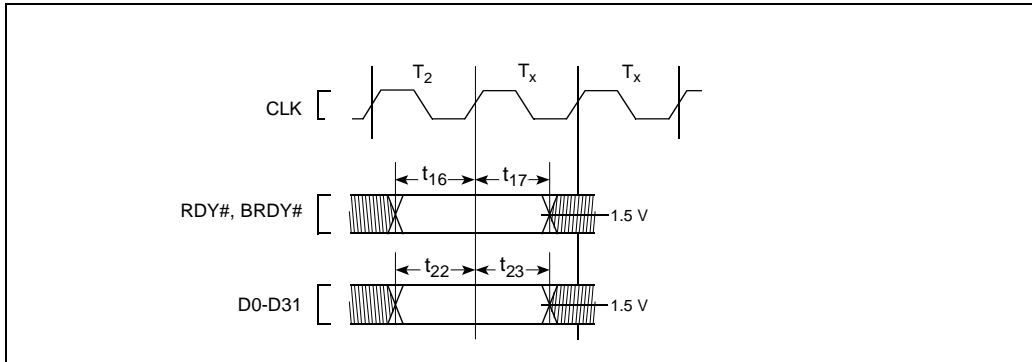 T2 Tx Tx
CLK
t16 t17
RDY#, BRDY#
1.5 V
t22 t23
D0-D31
1.5 V